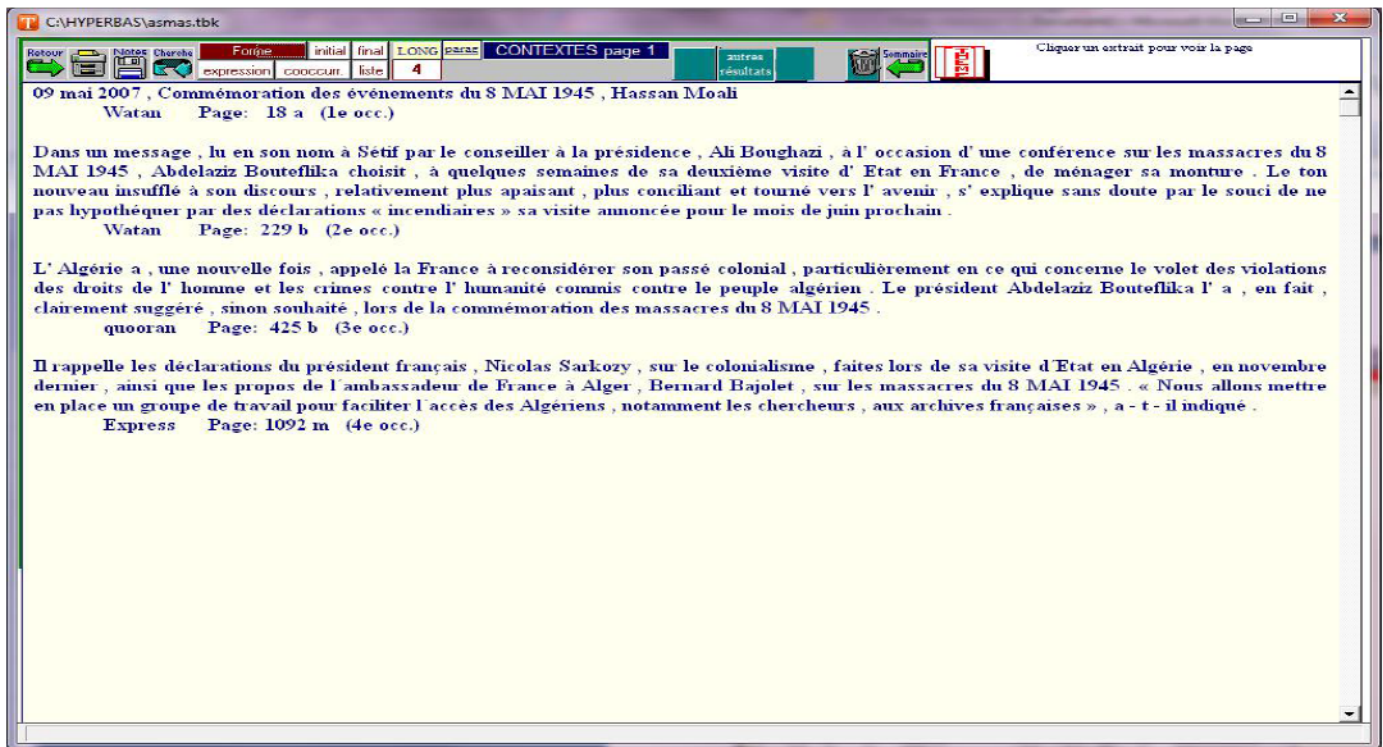 C:\HYPERBAS\asmas.tbk
Retour Notes Cherche Forme initial final LONG paras CONTEXTES page 1 autres résultats Sommaire Cliquer un extrait pour voir la page
expression cooccurr. liste 4
09 mai 2007 , Commémoration des événements du 8 MAI 1945 , Hassan Moali
Watan Page: 18 a (1e occ.)
Dans un message , lu en son nom à Sétif par le conseiller à la présidence , Ali Boughazi , à l' occasion d' une conférence sur les massacres du 8
MAI 1945 , Abdelaziz Bouteflika choisit , à quelques semaines de sa deuxième visite d' Etat en France , de ménager sa monture . Le ton
nouveau insufflé à son discours , relativement plus apaisant , plus conciliant et tourné vers l' avenir , s' explique sans doute par le souci de ne
pas hypothéquer par des déclarations « incendiaires » sa visite annoncée pour le mois de juin prochain .
Watan Page: 229 b (2e occ.)
L' Algérie a , une nouvelle fois , appelé la France à reconsidérer son passé colonial , particulièrement en ce qui concerne le volet des violations
des droits de l' homme et les crimes contre l' humanité commis contre le peuple algérien . Le président Abdelaziz Bouteflika l' a , en fait ,
clairement suggéré , sinon souhaité , lors de la commémoration des massacres du 8 MAI 1945 .
quooran Page: 425 b (3e occ.)
Il rappelle les déclarations du président français , Nicolas Sarkozy , sur le colonialisme , faites lors de sa visite d'Etat en Algérie , en novembre
dernier , ainsi que les propos de l'ambassadeur de France à Alger , Bernard Bajolet , sur les massacres du 8 MAI 1945 . « Nous allons mettre
en place un groupe de travail pour faciliter l'accès des Algériens , notamment les chercheurs , aux archives françaises » , a - t - il indiqué .
Express Page: 1092 m (4e occ.)